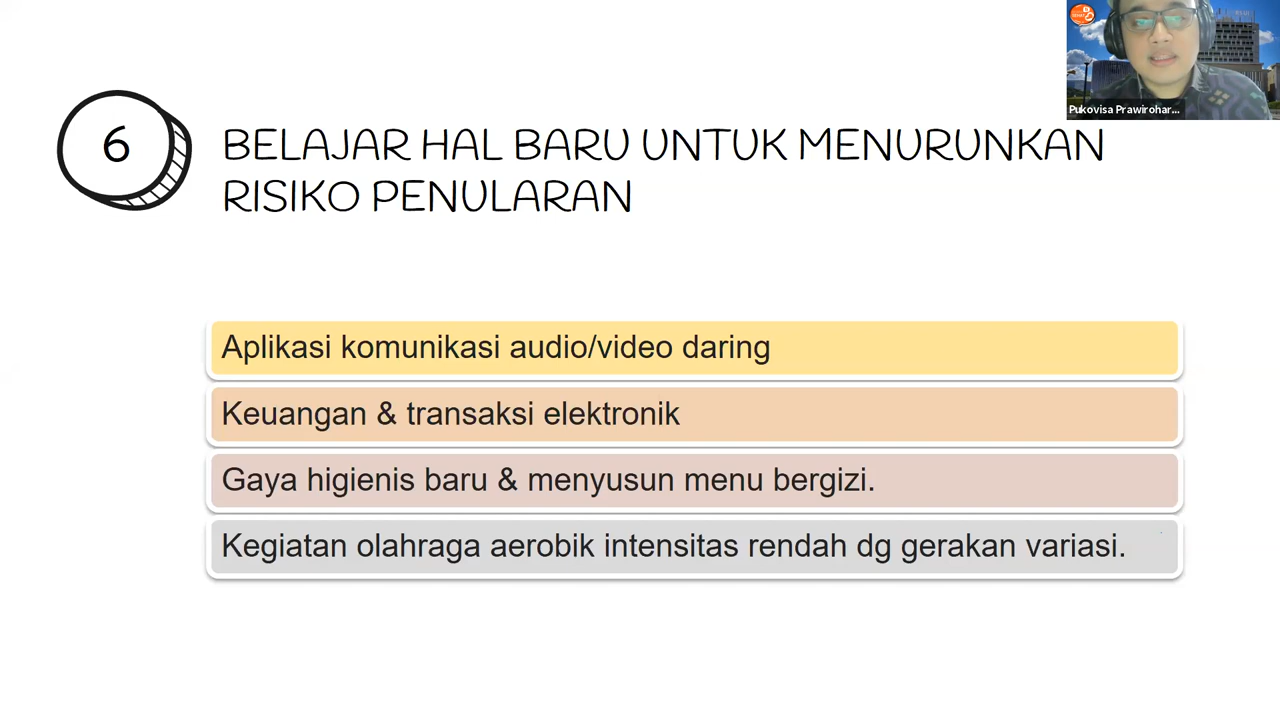 Pukovisa Prawirohar...
6
BELAJAR HAL BARU UNTUK MENURUNKAN
RISIKO PENULARAN
Aplikasi komunikasi audio/video daring
Keuangan & transaksi elektronik
Gaya higienis baru & menyusun menu bergizi.
Kegiatan olahraga aerobik intensitas rendah dg gerakan variasi.